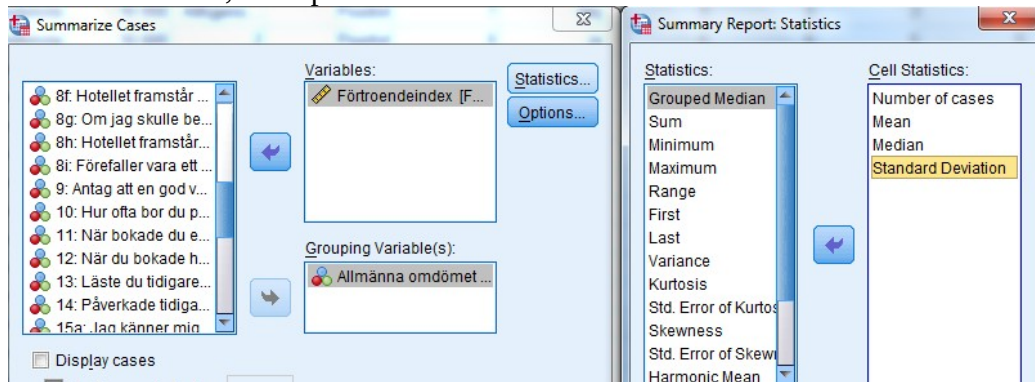 Summarize Cases
8f: Hotellet framstår ...
8g: Om jag skulle be...
8h: Hotellet framstår...
8i: Förefaller vara ett ...
9: Antag att en god v...
10: Hur ofta bor du p...
11: När bokade du e...
12: När du bokade h...
13: Läste du tidigare...
14: Påverkade tidiga...
15a: Jag känner mig
Display cases
Variables:
Förtroendeindex [F...
Statistics...
Options...
Grouping Variable(s):
Allmänna omdömet ...
Summary Report: Statistics
Statistics:
Grouped Median
Sum
Minimum
Maximum
Range
First
Last
Variance
Kurtosis
Std. Error of Kurtos
Skewness
Std. Error of Skew
Harmonic Mean
Cell Statistics:
Number of cases
Mean
Median
Standard Deviation